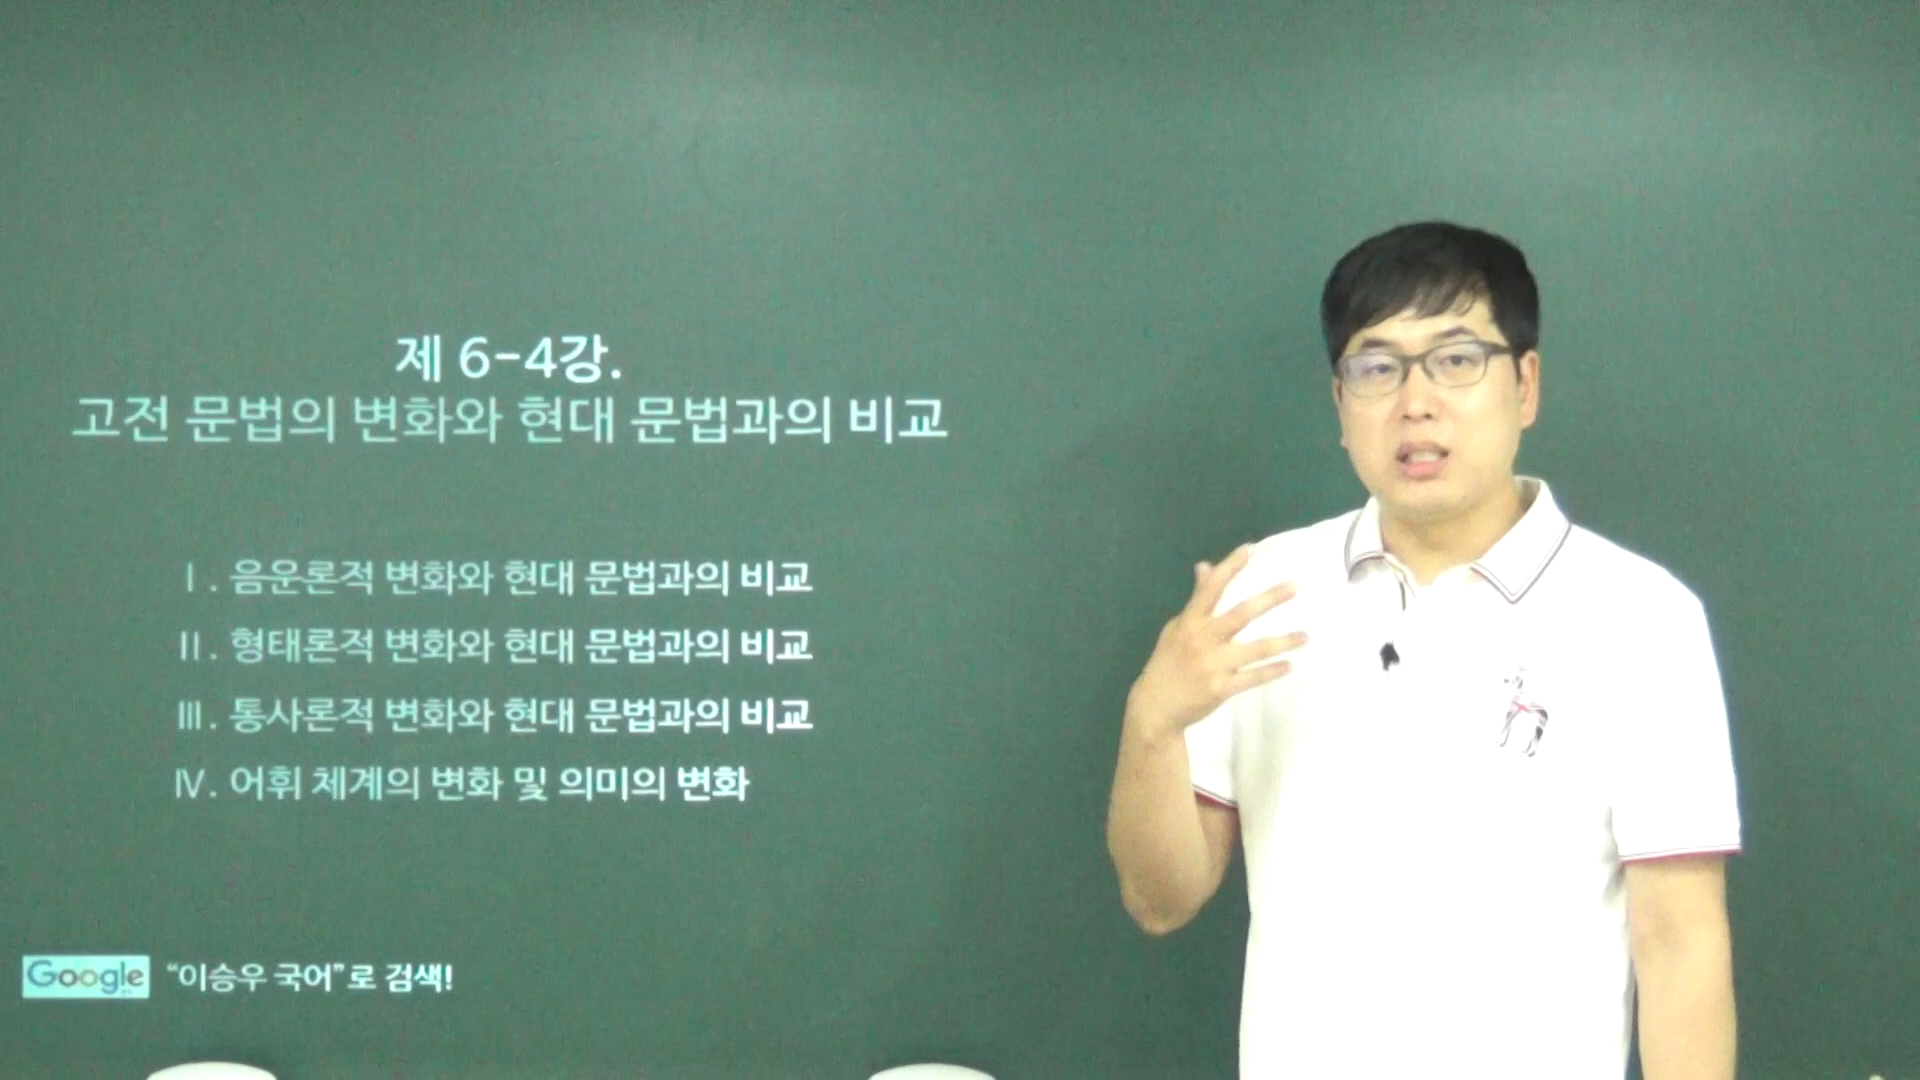 제 6-4강.
고전 문법의 변화와 현대 문법과의 비교
Ⅰ. 음운론적 변화와 현대 문법과의 비교
Ⅱ. 형태론적 변화와 현대 문법과의 비교
Ⅲ. 통사론적 변화와 현대 문법과의 비교
Ⅳ. 어휘 체계의 변화 및 의미의 변화
Google “이승우 국어”로 검색!